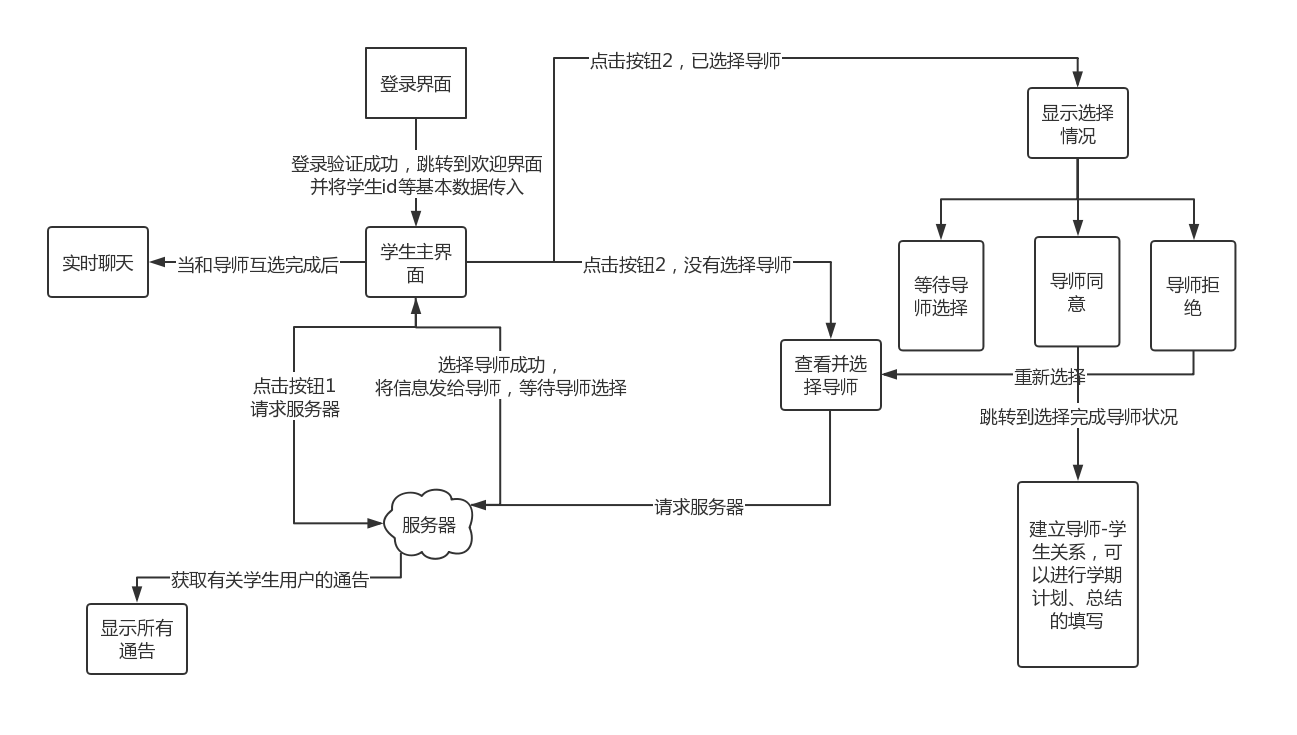 点击按钮2，已选择导师
登录界面
显示选择
情况
登录验证成功，跳转到欢迎界面
并将学生id等基本数据传入
实时聊天
当和导师互选完成后
学生主界
面
点击按钮2，没有选择导师
等待导
师选择
导师同
意
导师拒
绝
查看并选
择导师
重新选择
选择导师成功，
将信息发给导师，等待导师选择
点击按钮1
请求服务器
跳转到选择完成导师状况
请求服务器
服务器
建立导师-学
生关系，可
以进行学期
计划、总结
的填写
获取有关学生用户的通告
显示所有
通告